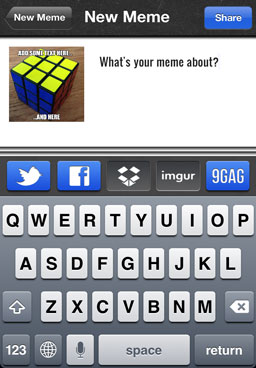 New Meme
New Meme
Share
ADD SOME TEXT HERE...
What's your meme about?
...AND HERE
imgur
9GAG
Q W E R T Y U I O P
A S D F G H J K L
Z X C V B N M
123
space
return